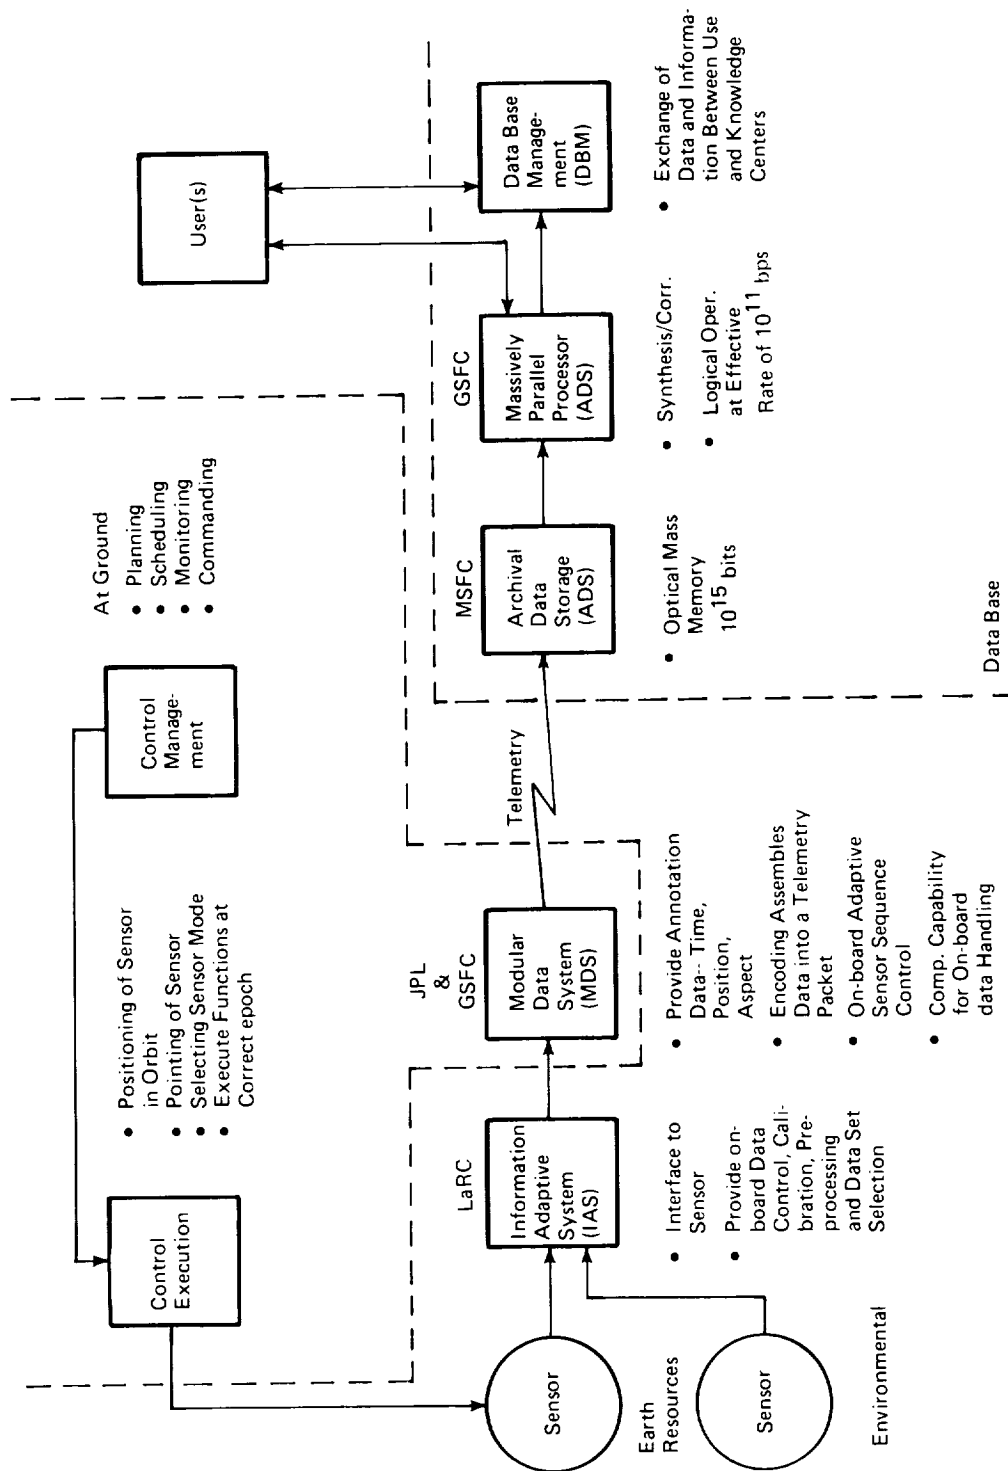 Control
Execution
• Positioning of Sensor
in Orbit
• Pointing of Sensor
• Selecting Sensor Mode
• Execute Functions at
Correct epoch
Control
Manage-
ment
At Ground
• Planning
• Scheduling
• Monitoring
• Commanding
User(s)
Sensor
Earth
Resources
Sensor
Environmental
LaRC
Information
Adaptive
System
(IAS)
• Interface to
Sensor
• Provide on-
board Data
Control, Cali-
bration, Pre-
processing
and Data Set
Selection
JPL
&
GSFC
Modular
Data
System
(MDS)
• Provide Annotation
Data-- Time,
Position,
Aspect
• Encoding Assembles
Data into a Telemetry
Packet
• On-board Adaptive
Sensor Sequence
Control
• Comp. Capability
for On-board
data Handling
Telemetry
MSFC
Archival
Data
Storage
(ADS)
• Optical Mass
Memory
10^15 bits
GSFC
Massively
Parallel
Processor
(ADS)
• Synthesis/Corr.
• Logical Oper.
at Effective
Rate of 10^11 bps
Data Base
Manage-
ment
(DBM)
• Exchange of
Data and Informa-
tion Between Use
and Knowledge
Centers
Data Base